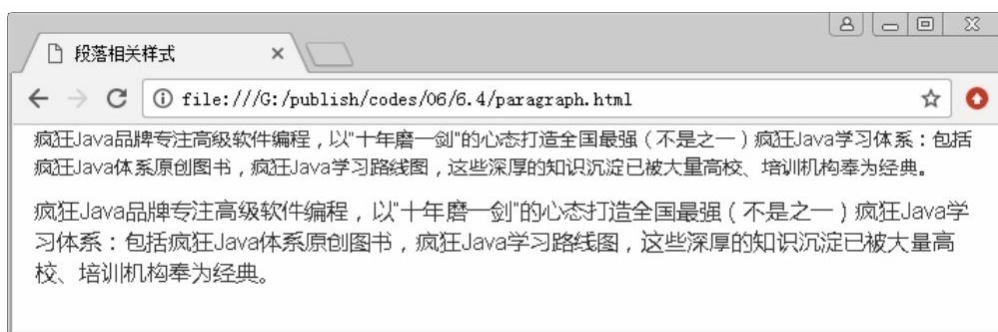 段落相关样式
file:///G:/publish/codes/06/6.4/paragraph.html
疯狂Java品牌专注高级软件编程，以"十年磨一剑"的心态打造全国最强（不是之一）疯狂Java学习体系：包括
疯狂Java体系原创图书，疯狂Java学习路线图，这些深厚的知识沉淀已被大量高校、培训机构奉为经典。
疯狂Java品牌专注高级软件编程，以"十年磨一剑"的心态打造全国最强（不是之一）疯狂Java学
习体系：包括疯狂Java体系原创图书，疯狂Java学习路线图，这些深厚的知识沉淀已被大量高
校、培训机构奉为经典。